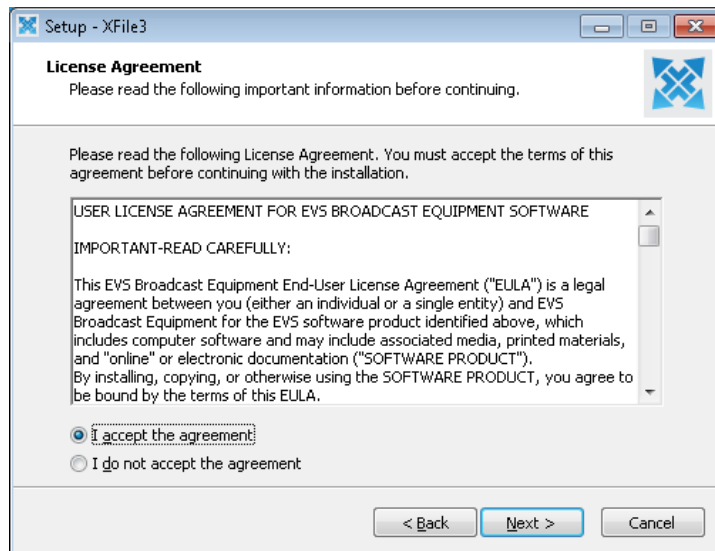 Setup - XFile3
License Agreement
Please read the following important information before continuing.
Please read the following License Agreement. You must accept the terms of this
agreement before continuing with the installation.
USER LICENSE AGREEMENT FOR EVS BROADCAST EQUIPMENT SOFTWARE
IMPORTANT-READ CAREFULLY:
This EVS Broadcast Equipment End-User License Agreement ("EULA") is a legal
agreement between you (either an individual or a single entity) and EVS
Broadcast Equipment for the EVS software product identified above, which
includes computer software and may include associated media, printed materials,
and "online" or electronic documentation ("SOFTWARE PRODUCT").
By installing, copying, or otherwise using the SOFTWARE PRODUCT, you agree to
be bound by the terms of this EULA.
I accept the agreement
I do not accept the agreement
< Back Next > Cancel